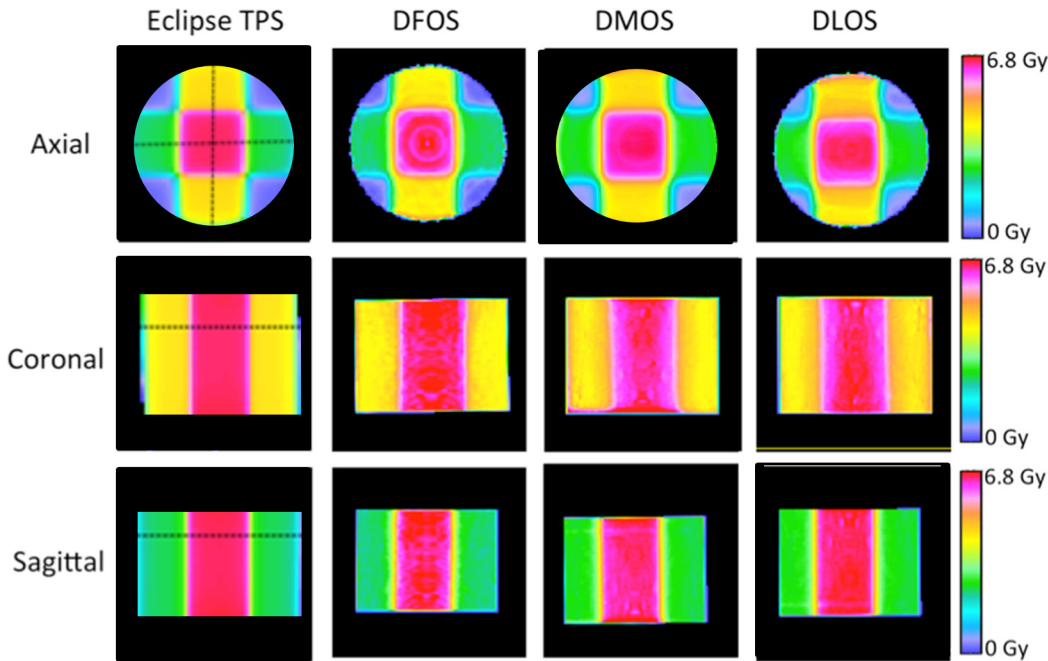 Eclipse TPS DFOS DMOS DLOS
Axial
6.8 Gy
0 Gy
Coronal
6.8 Gy
0 Gy
Sagittal
6.8 Gy
0 Gy